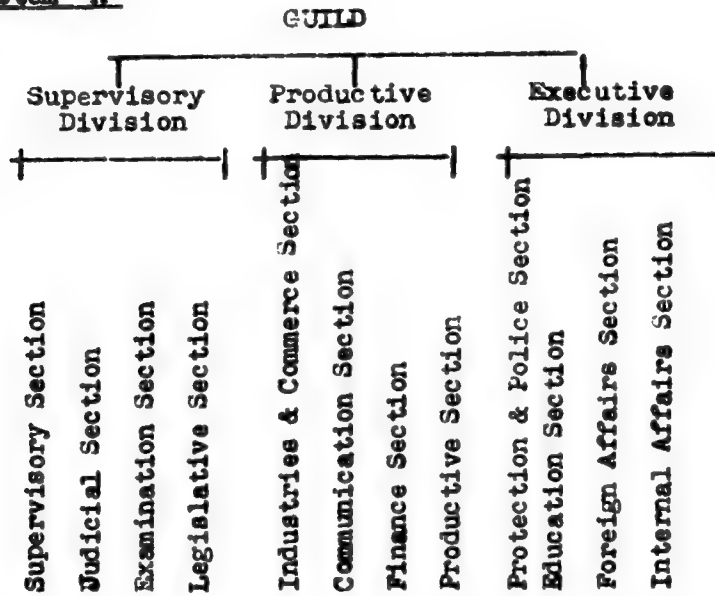 GUILD
Supervisory
Division
Productive
Division
Executive
Division
Supervisory Section
Judicial Section
Examination Section
Legislative Section
Industries & Commerce Section
Communication Section
Finance Section
Productive Section
Protection & Police Section
Education Section
Foreign Affairs Section
Internal Affairs Section